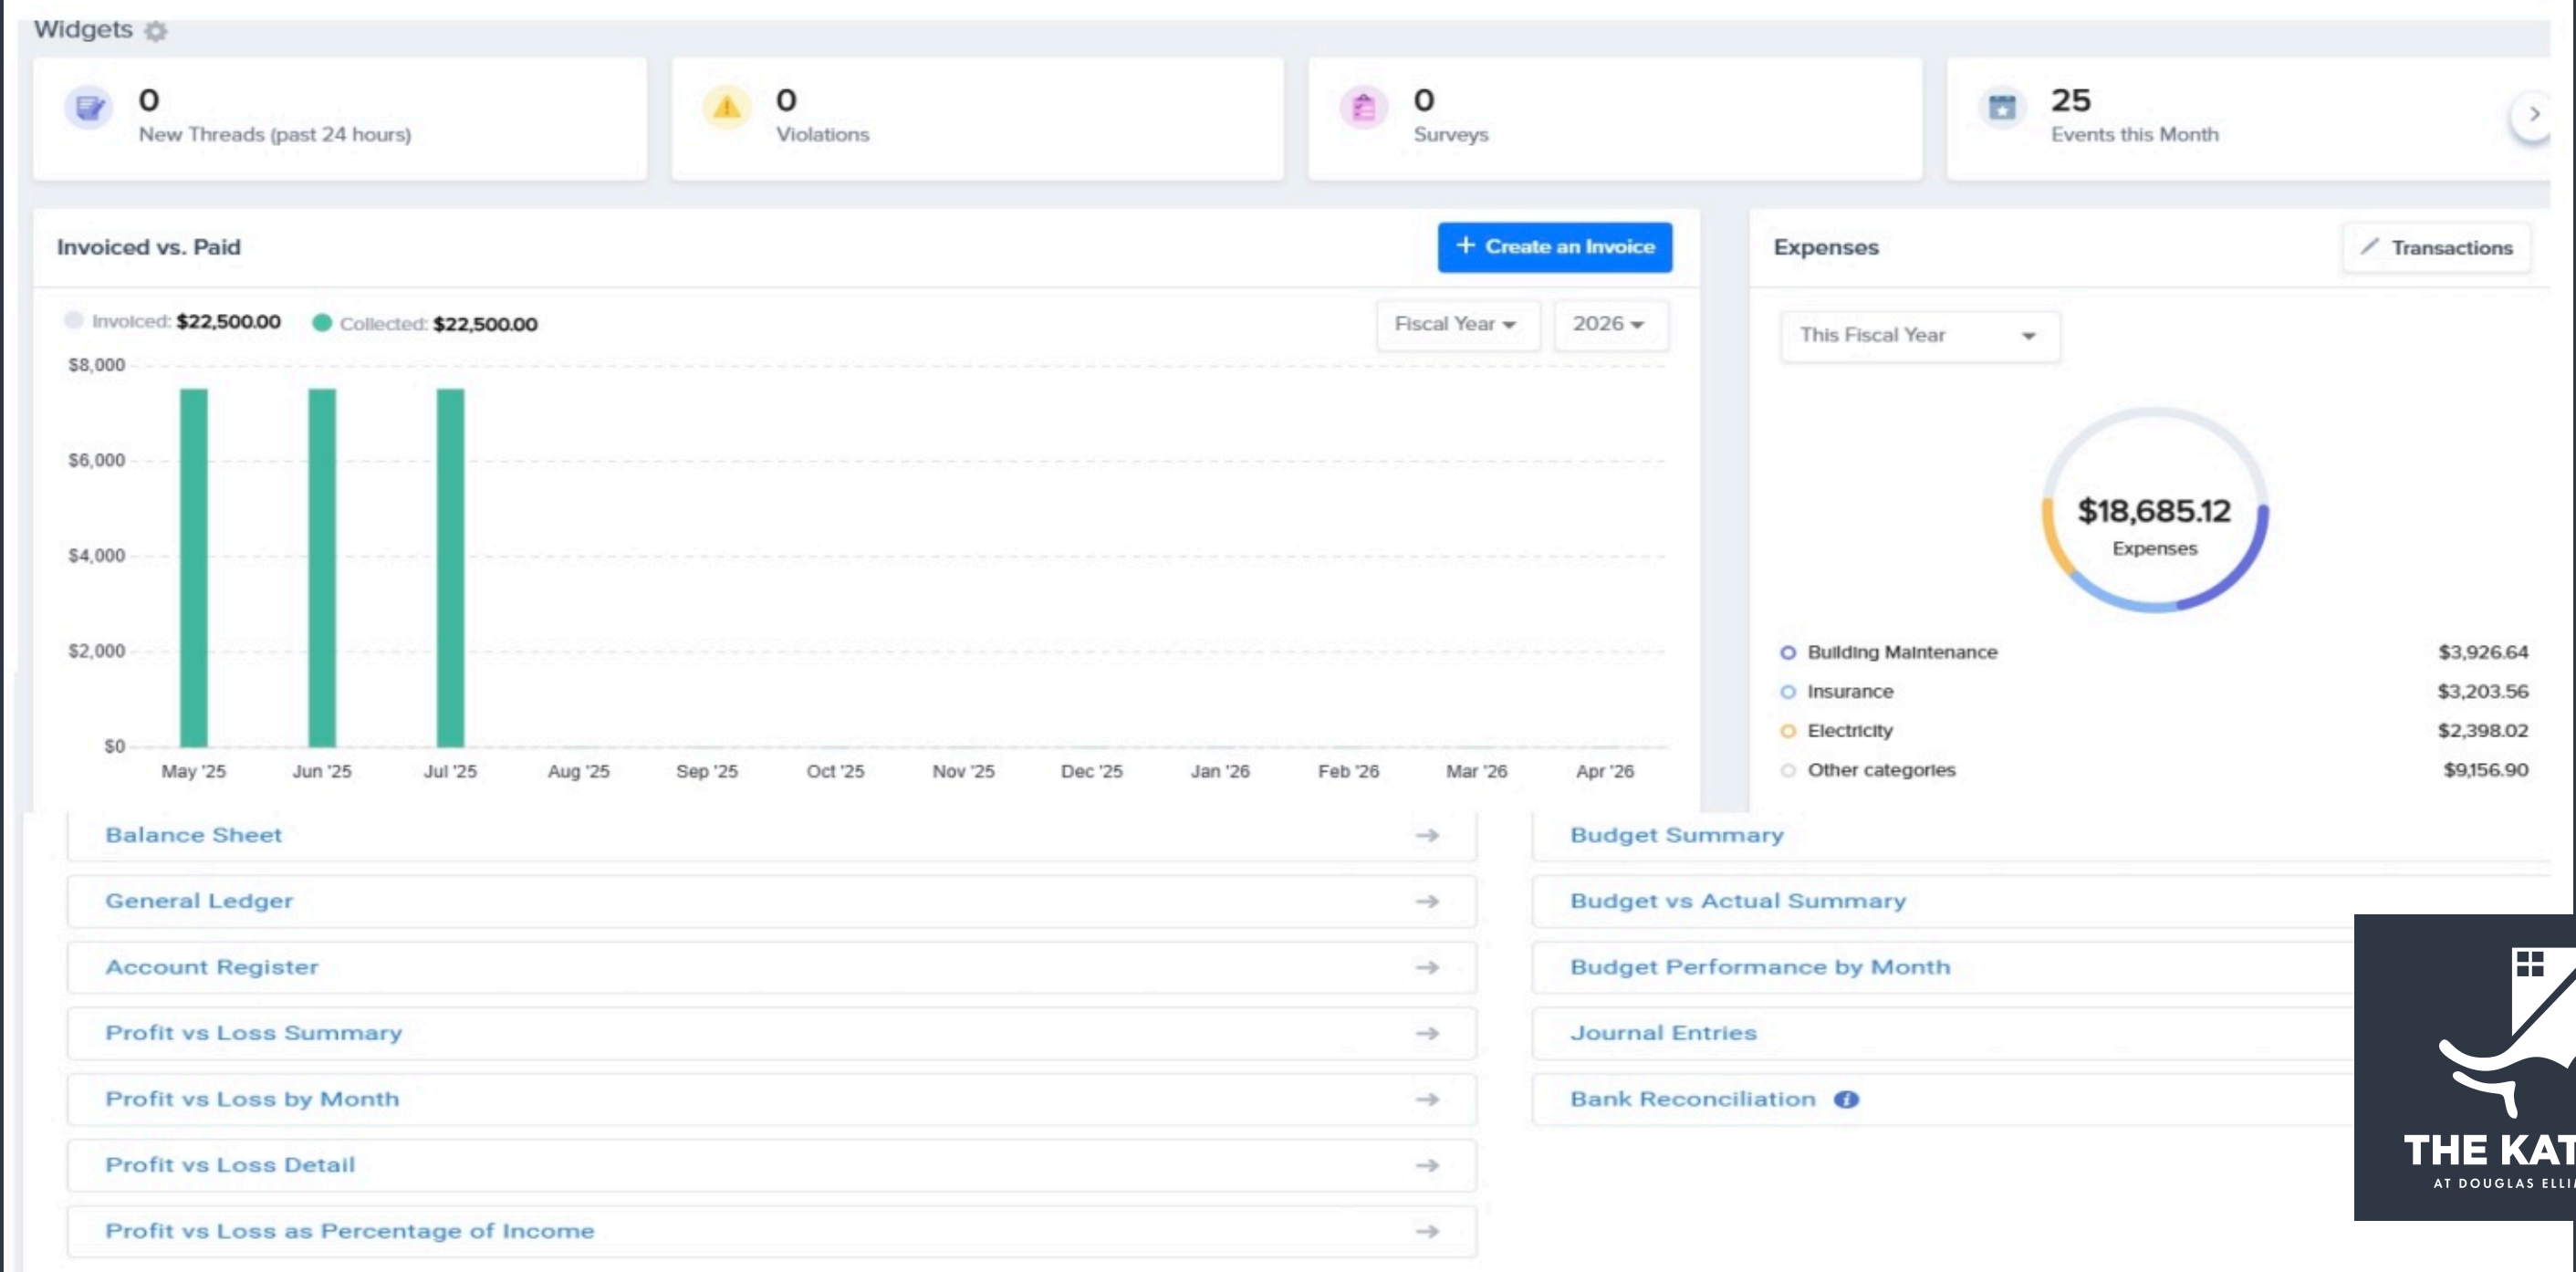 Widgets
0
New Threads (past 24 hours)
0
Violations
0
Surveys
25
Events this Month
Invoiced vs. Paid
+ Create an Invoice
Invoiced: $22,500.00 Collected: $22,500.00
Fiscal Year
2026
$8,000
$6,000
$4,000
$2,000
$0
May '25 Jun '25 Jul '25 Aug '25 Sep '25 Oct '25 Nov '25 Dec '25 Jan '26 Feb '26 Mar '26 Apr '26
Expenses
Transactions
This Fiscal Year
$18,685.12
Expenses
Building Maintenance $3,926.64
Insurance $3,203.56
Electricity $2,398.02
Other categories $9,156.90
Balance Sheet
General Ledger
Account Register
Profit vs Loss Summary
Profit vs Loss by Month
Profit vs Loss Detail
Profit vs Loss as Percentage of Income
Budget Summary
Budget vs Actual Summary
Budget Performance by Month
Journal Entries
Bank Reconciliation
THE KAT
AT DOUGLAS ELLI